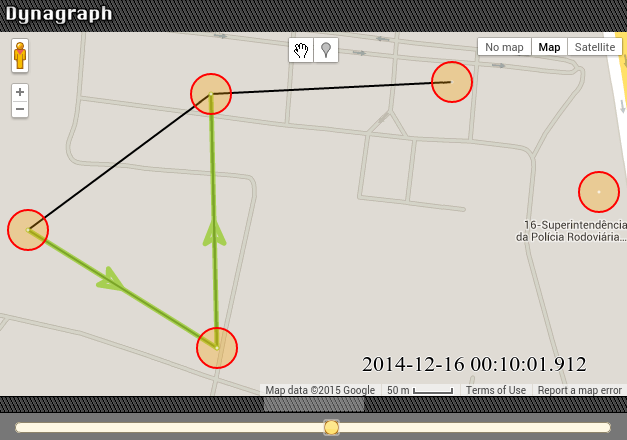 Dynagraph
No map Map Satellite
+
−
16-Superintendência
da Polícia Rodoviária...
2014-12-16 00:10:01.912
Map data ©2015 Google 50 m Terms of Use Report a map error